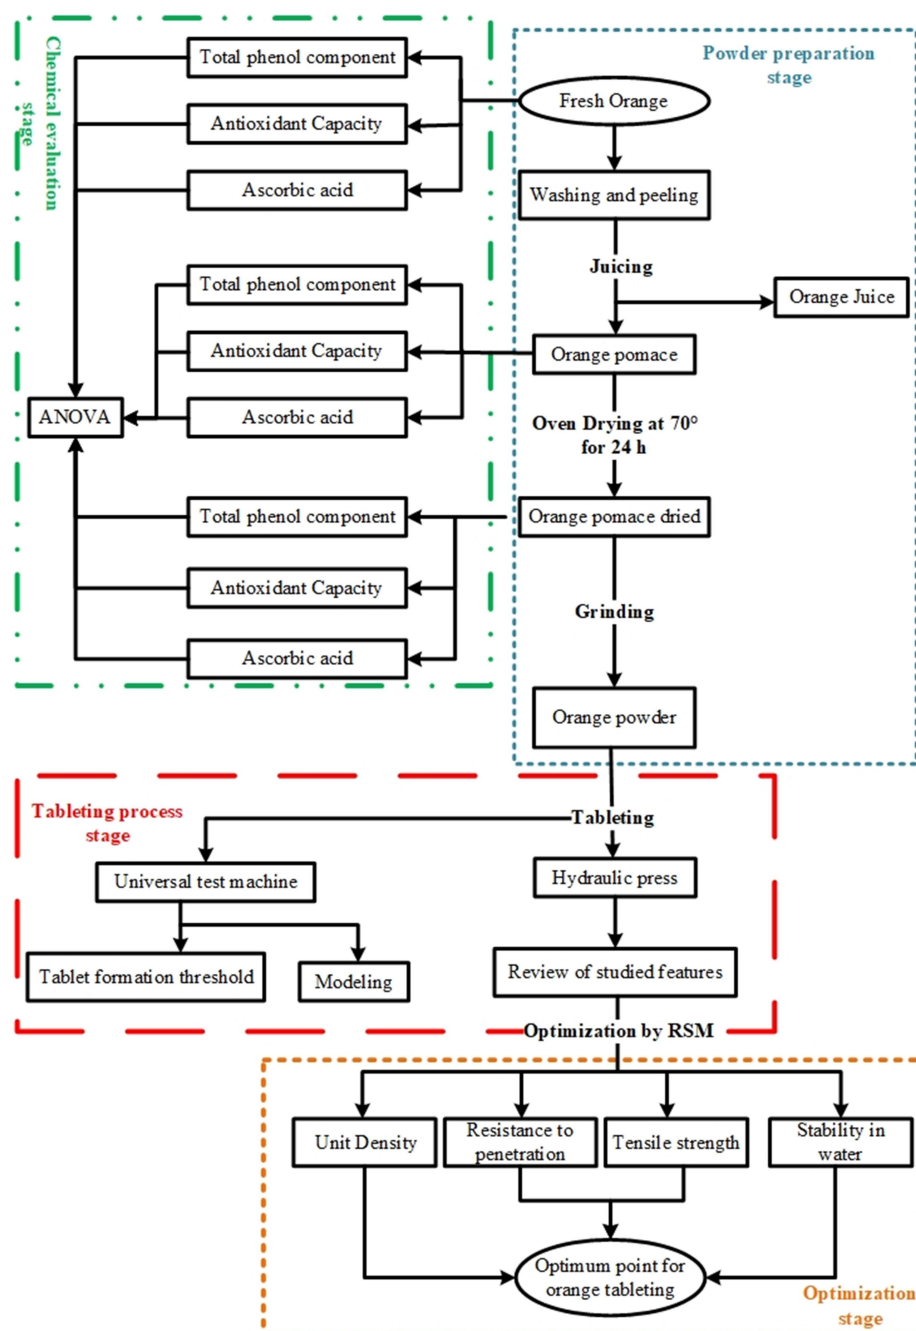 Chemical evaluation
stage
Total phenol component
Antioxidant Capacity
Ascorbic acid
Powder preparation
stage
Fresh Orange
Washing and peeling
Juicing
Orange Juice
Total phenol component
Antioxidant Capacity
Ascorbic acid
Orange pomace
ANOVA
Oven Drying at 70°
for 24 h
Total phenol component
Antioxidant Capacity
Ascorbic acid
Orange pomace dried
Grinding
Orange powder
Tableting process
stage
Tableting
Universal test machine
Hydraulic press
Tablet formation threshold
Modeling
Review of studied features
Optimization by RSM
Unit Density
Resistance to
penetration
Tensile strength
Stability in
water
Optimum point for
orange tableting
Optimization
stage